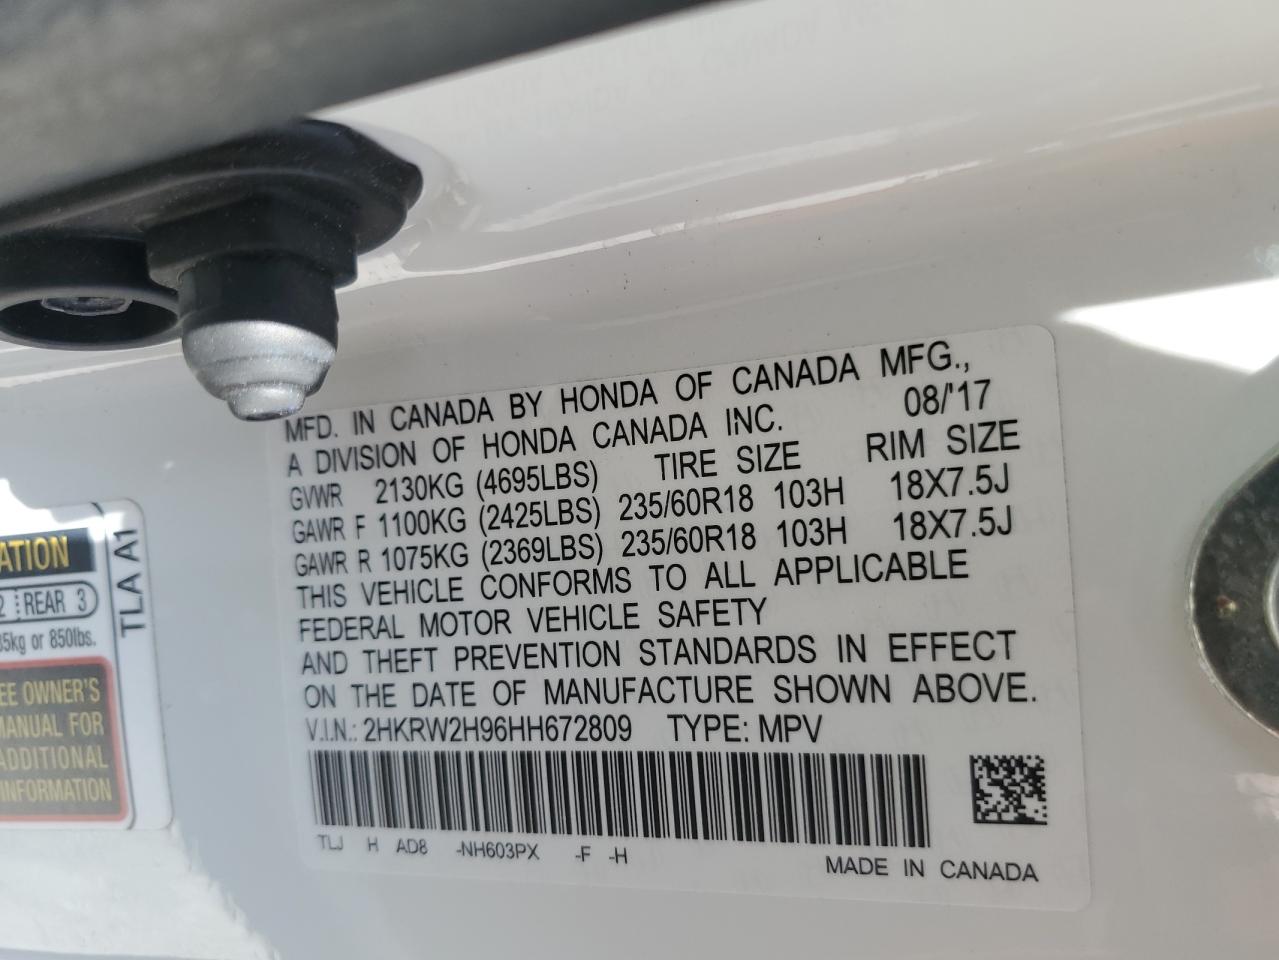 MFD. IN CANADA BY HONDA OF CANADA MFG.,
A DIVISION OF HONDA CANADA INC. 08/'17
GVWR 2130KG (4695LBS) TIRE SIZE RIM SIZE
GAWR F 1100KG (2425LBS) 235/60R18 103H 18X7.5J
GAWR R 1075KG (2369LBS) 235/60R18 103H 18X7.5J
THIS VEHICLE CONFORMS TO ALL APPLICABLE
FEDERAL MOTOR VEHICLE SAFETY
AND THEFT PREVENTION STANDARDS IN EFFECT
ON THE DATE OF MANUFACTURE SHOWN ABOVE.
V.I.N.: 2HKRW2H96HH672809 TYPE: MPV
TLJ H AD8 -NH603PX -F -H
MADE IN CANADA
TLA A1
2 REAR 3
kg or 850lbs.
OWNER'S
MANUAL FOR
ADDITIONAL
INFORMATION